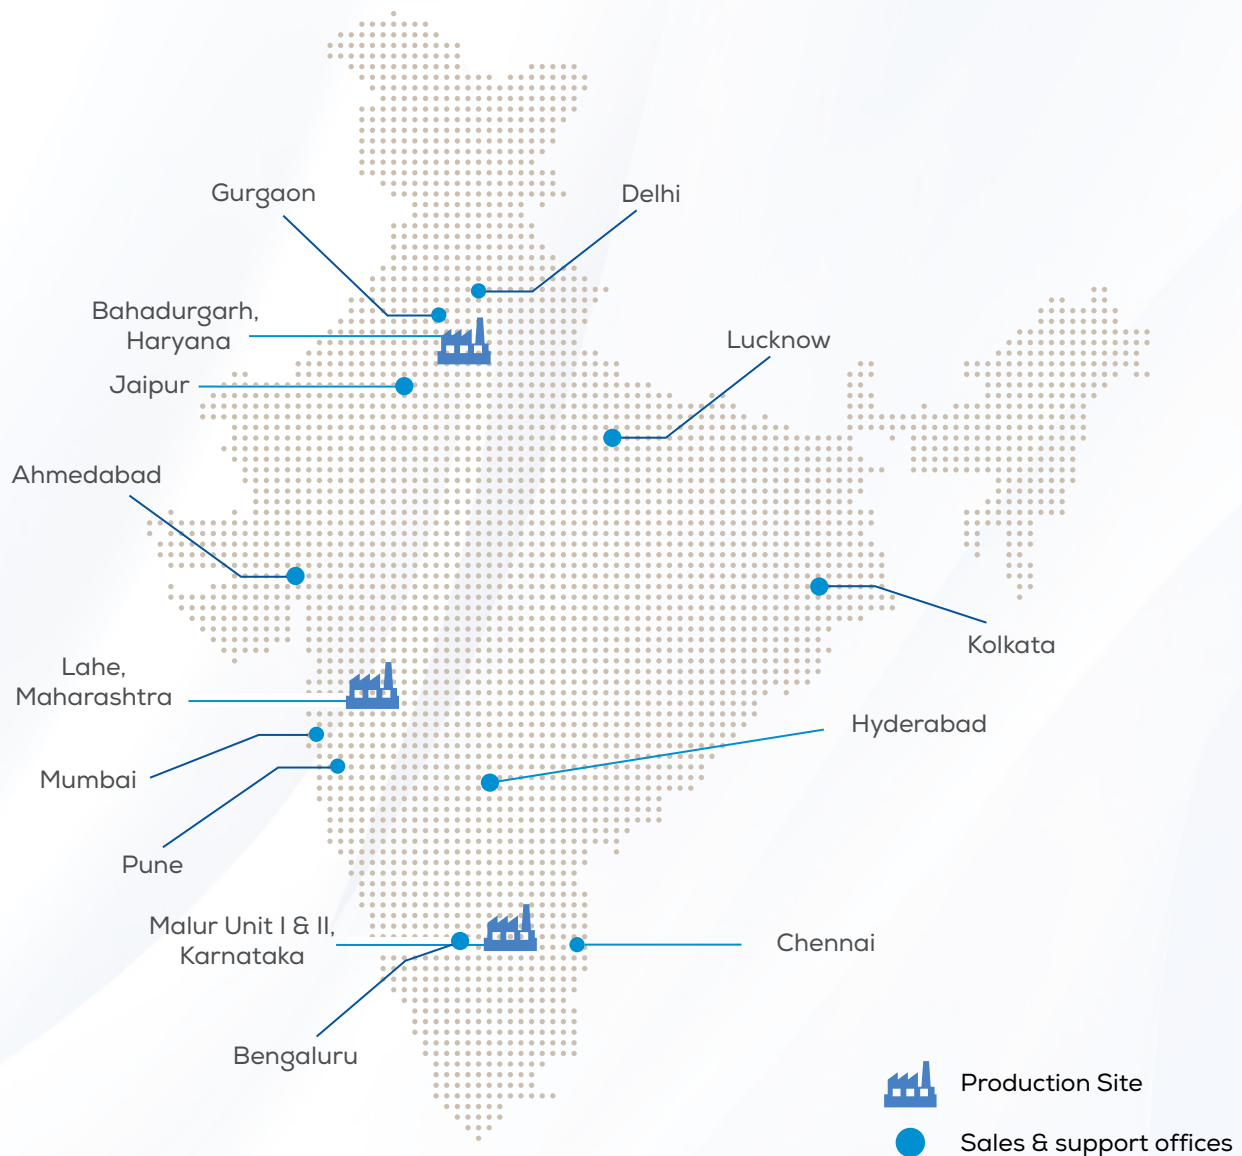 Gurgaon
Delhi
Bahadurgarh,
Haryana
Lucknow
Jaipur
Ahmedabad
Kolkata
Lahe,
Maharashtra
Hyderabad
Mumbai
Pune
Malur Unit I & II,
Karnataka
Chennai
Bengaluru
Production Site
Sales & support offices